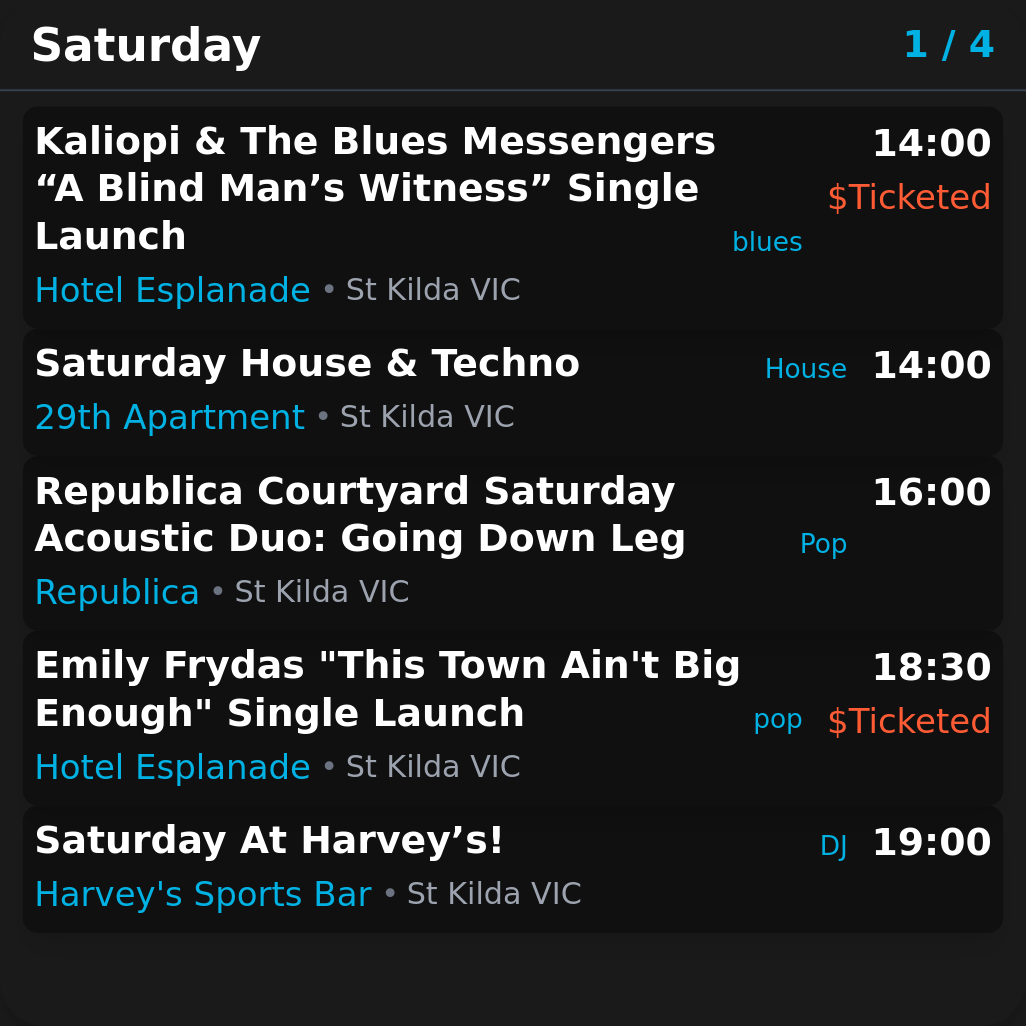 Saturday
1 / 4
Kaliopi & The Blues Messengers
“A Blind Man’s Witness” Single
Launch
blues
14:00
$Ticketed
Hotel Esplanade • St Kilda VIC
Saturday House & Techno
House
14:00
29th Apartment • St Kilda VIC
Republica Courtyard Saturday
Acoustic Duo: Going Down Leg
Pop
16:00
Republica • St Kilda VIC
Emily Frydas "This Town Ain't Big
Enough" Single Launch
pop
18:30
$Ticketed
Hotel Esplanade • St Kilda VIC
Saturday At Harvey’s!
DJ
19:00
Harvey's Sports Bar • St Kilda VIC